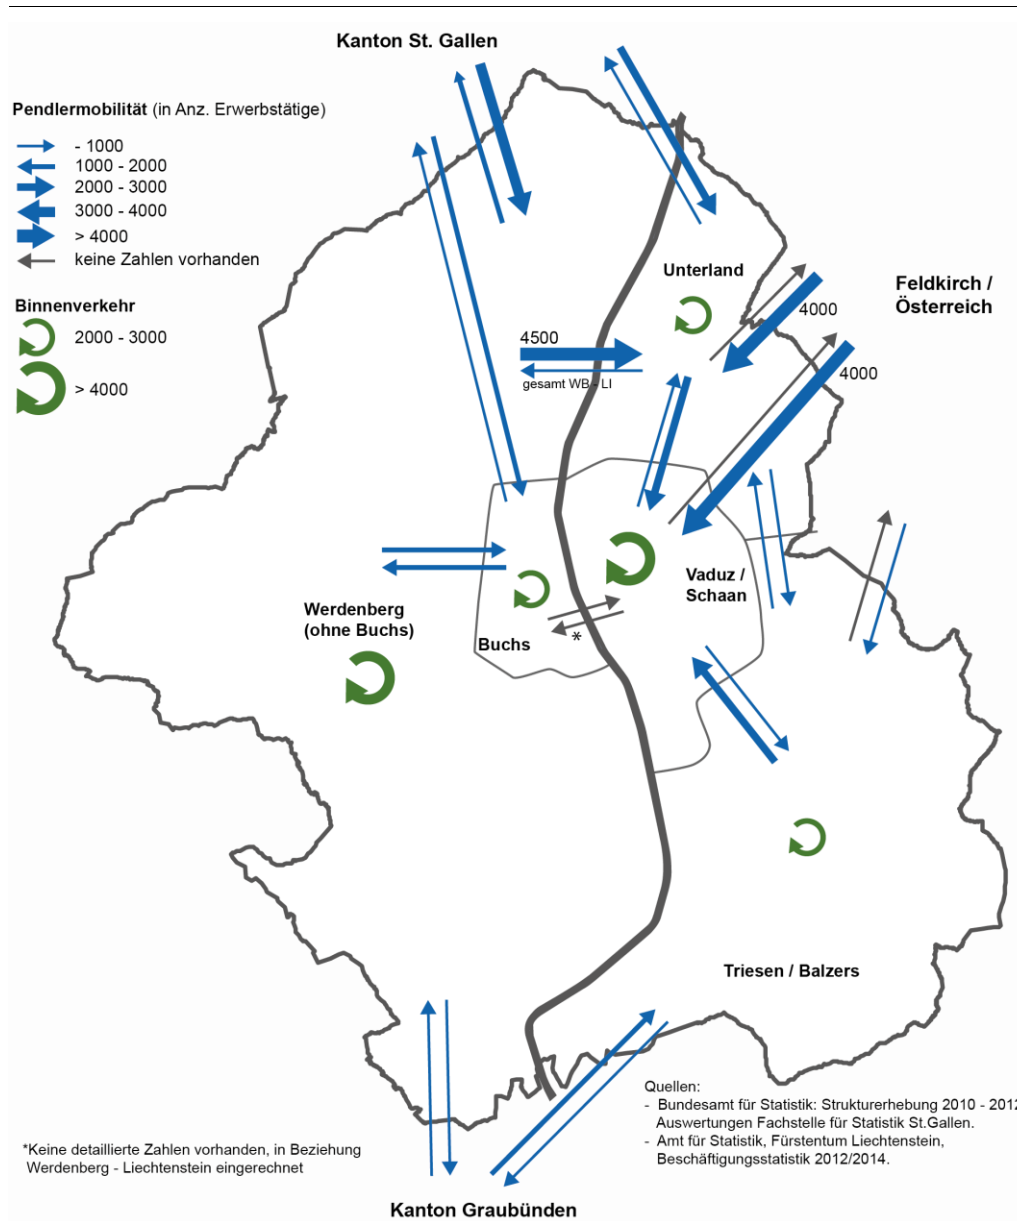 Kanton St. Gallen
Pendlermobilität (in Anz. Erwerbstätige)
- 1000
1000 - 2000
2000 - 3000
3000 - 4000
> 4000
keine Zahlen vorhanden
Binnenverkehr
2000 - 3000
> 4000
Unterland
Feldkirch /
Österreich
4000
4500
4000
gesamt WB - LI
Vaduz /
Schaan
Werdenberg
(ohne Buchs)
Buchs
*
Triesen / Balzers
Quellen:
- Bundesamt für Statistik: Strukturerhebung 2010 - 2012
Auswertungen Fachstelle für Statistik St.Gallen.
- Amt für Statistik, Fürstentum Liechtenstein,
Beschäftigungsstatistik 2012/2014.
*Keine detaillierte Zahlen vorhanden, in Beziehung
Werdenberg - Liechtenstein eingerechnet
Kanton Graubünden